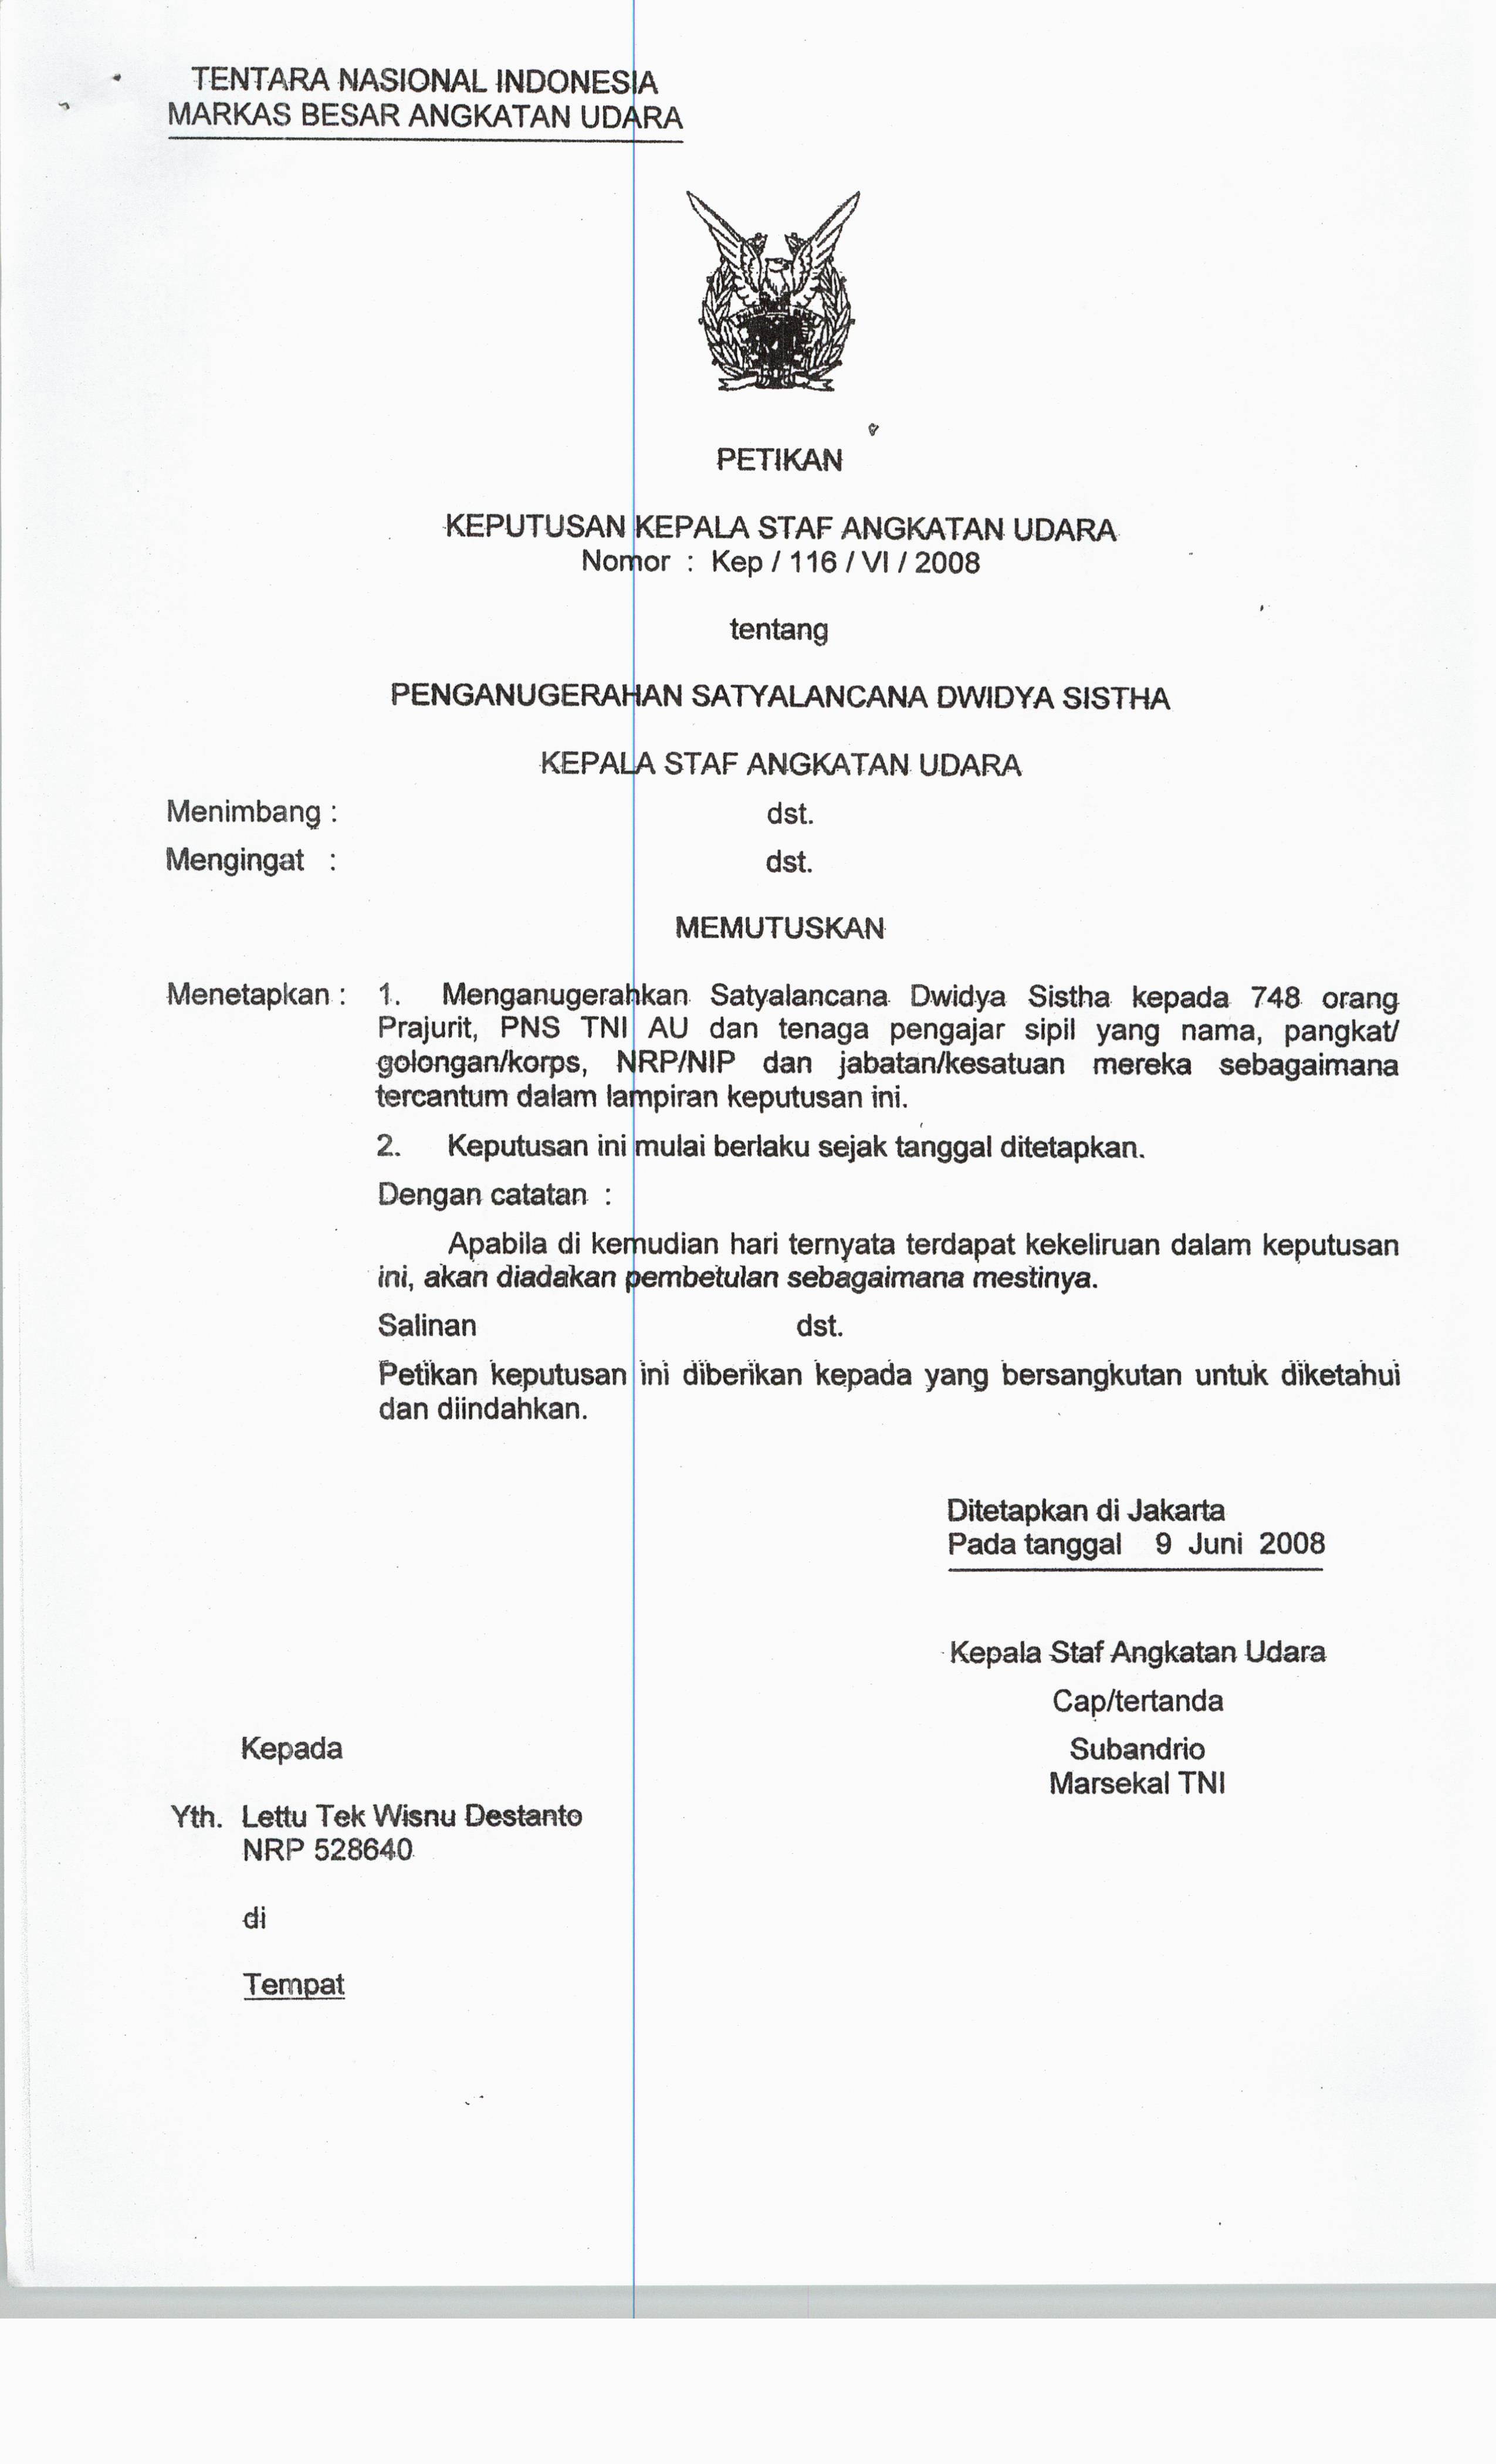 TENTARA NASIONAL INDONESIA
MARKAS BESAR ANGKATAN UDARA
PETIKAN
KEPUTUSAN KEPALA STAF ANGKATAN UDARA
Nomor : Kep / 116 / VI / 2008
tentang
PENGANUGERAHAN SATYALANCANA DWIDYA SISTHA
KEPALA STAF ANGKATAN UDARA
Menimbang : dst.
Mengingat : dst.
MEMUTUSKAN
Menetapkan : 1. Menganugerahkan Satyalancana Dwidya Sistha kepada 748 orang
Prajurit, PNS TNI AU dan tenaga pengajar sipil yang nama, pangkat/
golongan/korps, NRP/NIP dan jabatan/kesatuan mereka sebagaimana
tercantum dalam lampiran keputusan ini.
2. Keputusan ini mulai berlaku sejak tanggal ditetapkan.
Dengan catatan :
Apabila di kemudian hari ternyata terdapat kekeliruan dalam keputusan
ini, akan diadakan pembetulan sebagaimana mestinya.
Salinan dst.
Petikan keputusan ini diberikan kepada yang bersangkutan untuk diketahui
dan diindahkan.
Ditetapkan di Jakarta
Pada tanggal 9 Juni 2008
Kepala Staf Angkatan Udara
Cap/tertanda
Subandrio
Marsekal TNI
Kepada
Yth. Lettu Tek Wisnu Destanto
NRP 528640
di
Tempat